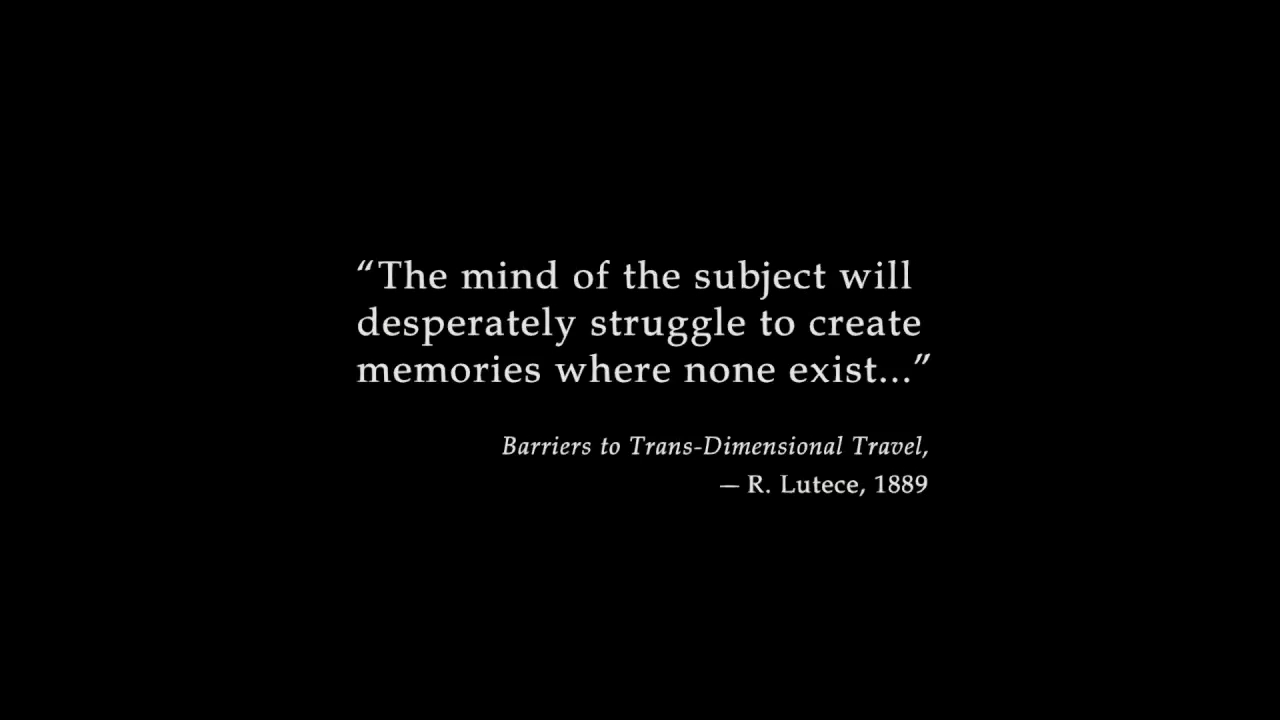 “The mind of the subject will
desperately struggle to create
memories where none exist...”
Barriers to Trans-Dimensional Travel,
— R. Lutece, 1889